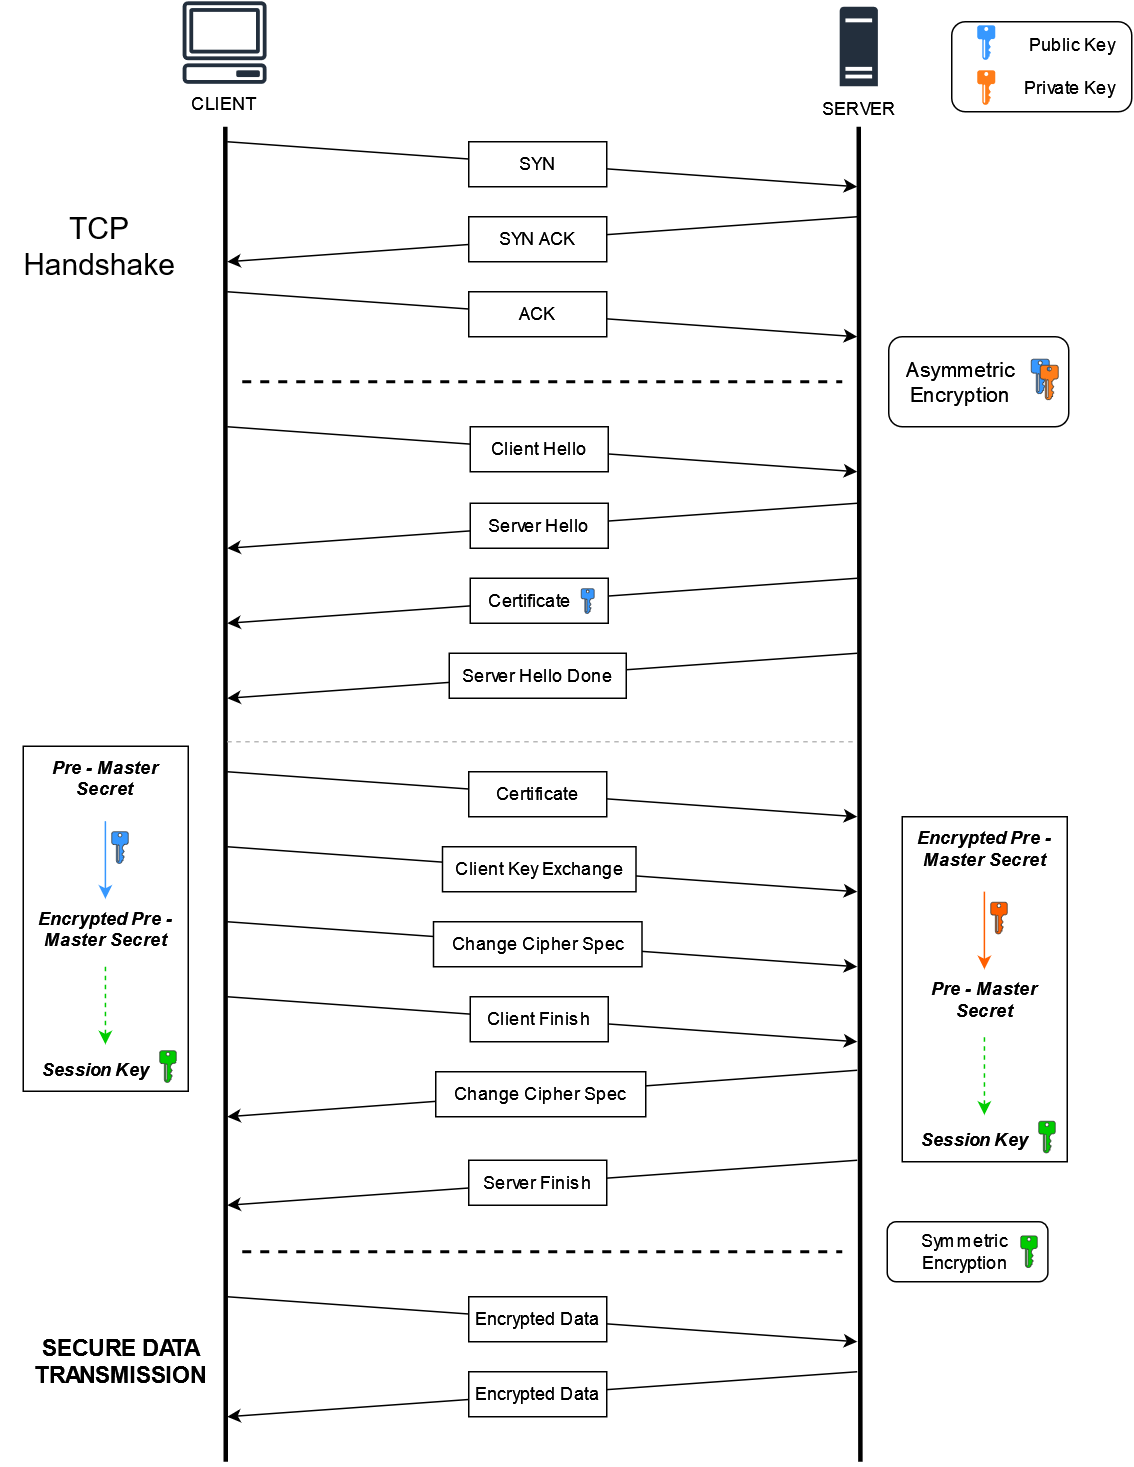 CLIENT
SERVER
Public Key
Private Key
SYN
TCP
Handshake
SYN ACK
ACK
Asymmetric
Encryption
Client Hello
Server Hello
Certificate
Server Hello Done
Pre - Master
Secret
Encrypted Pre -
Master Secret
Session Key
Certificate
Client Key Exchange
Change Cipher Spec
Client Finish
Change Cipher Spec
Server Finish
Encrypted Pre -
Master Secret
Pre - Master
Secret
Session Key
Symmetric
Encryption
SECURE DATA
TRANSMISSION
Encrypted Data
Encrypted Data